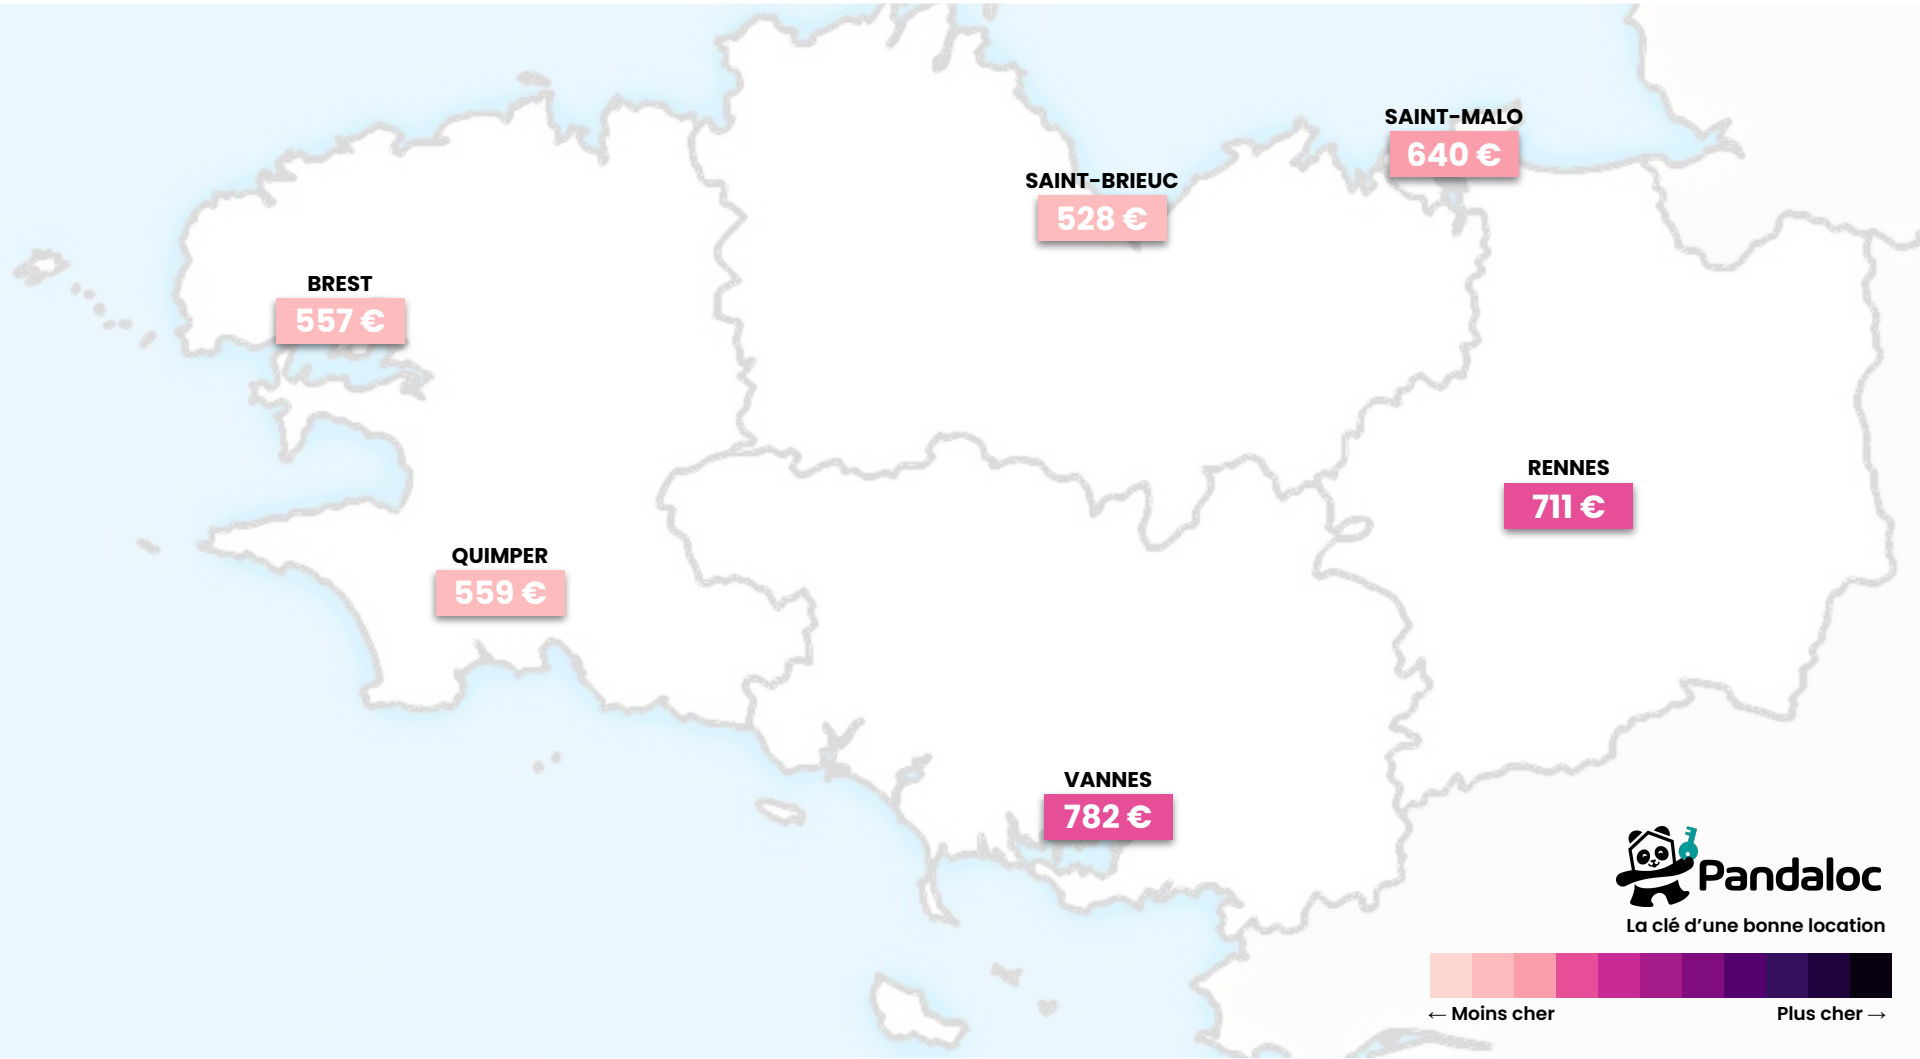 SAINT-MALO
640 €
SAINT-BRIEUC
528 €
BREST
557 €
RENNES
711 €
QUIMPER
559 €
VANNES
782 €
Pandaloc
La clé d’une bonne location
← Moins cher
Plus cher →